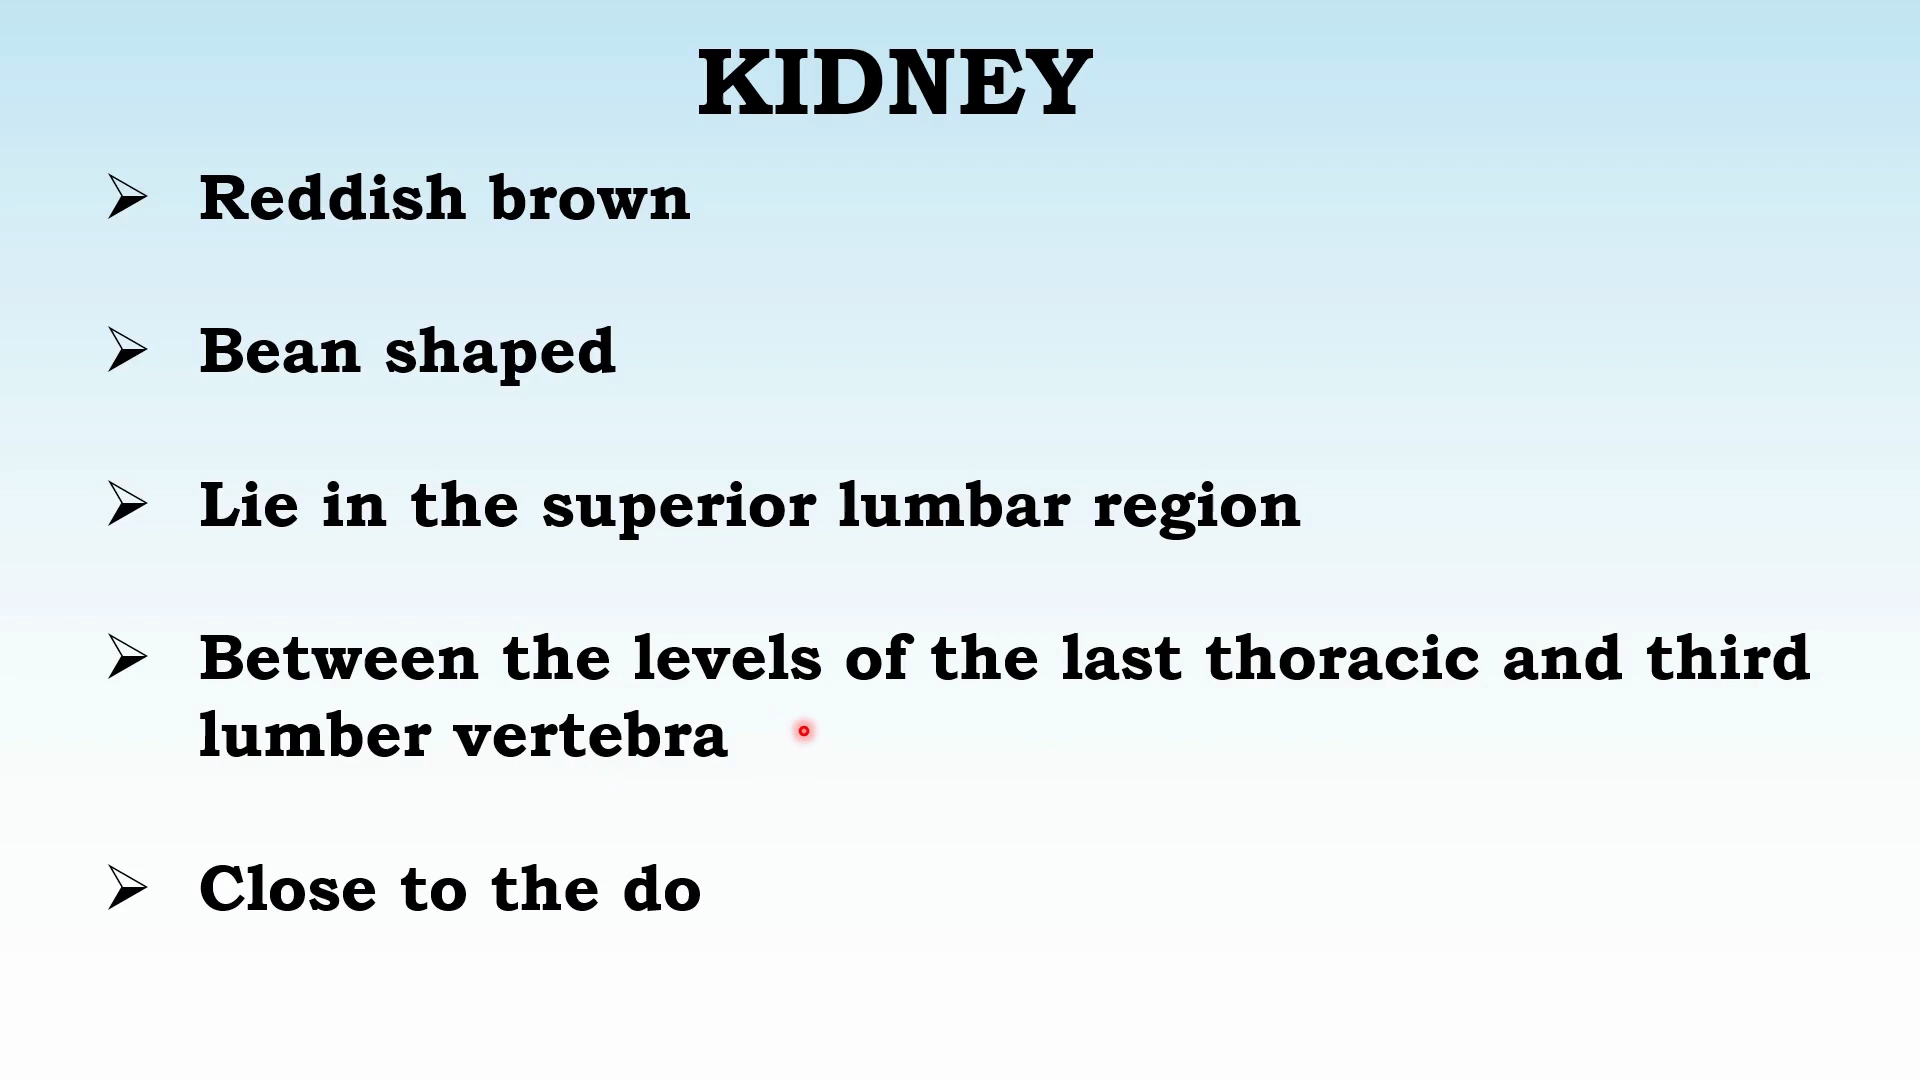 KIDNEY
Reddish brown
Bean shaped
Lie in the superior lumbar region
Between the levels of the last thoracic and third
lumber vertebra
Close to the do